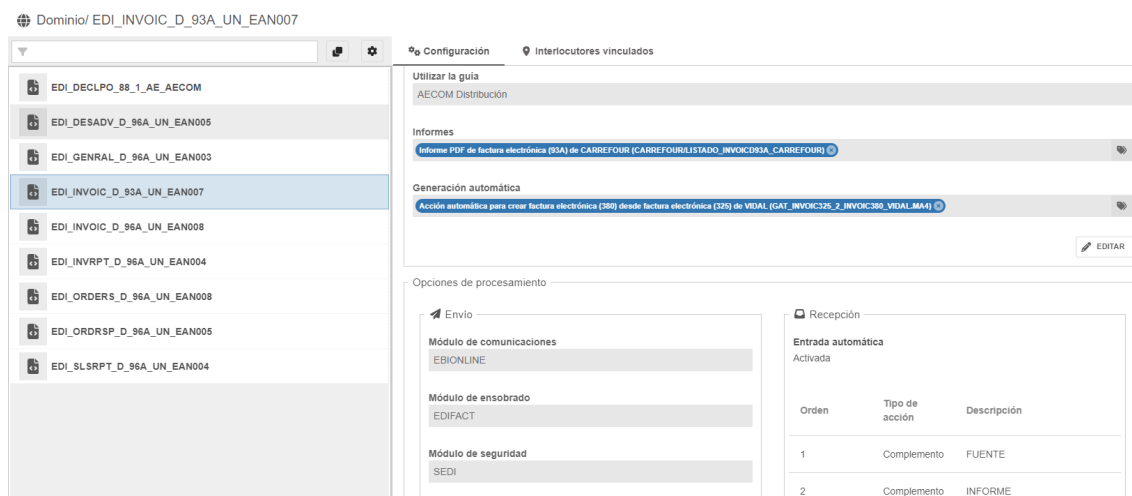 Dominio/ EDI_INVOIC_D_93A_UN_EAN007
EDI_DECLPO_88_1_AE_AECOM
EDI_DESADV_D_96A_UN_EAN005
EDI_GENRAL_D_96A_UN_EAN003
EDI_INVOIC_D_93A_UN_EAN007
EDI_INVOIC_D_96A_UN_EAN008
EDI_INVRPT_D_96A_UN_EAN004
EDI_ORDERS_D_96A_UN_EAN008
EDI_ORDRSP_D_96A_UN_EAN005
EDI_SLSRPT_D_96A_UN_EAN004
Configuración
Interlocutores vinculados
Utilizar la guía
AECOM Distribución
Informes
Informe PDF de factura electrónica (93A) de CARREFOUR (CARREFOUR/LISTADO_INVOICD93A_CARREFOUR)
Generación automática
Acción automática para crear factura electrónica (380) desde factura electrónica (325) de VIDAL (GAT_INVOIC325_2_INVOIC380_VIDAL.MA4)
EDITAR
Opciones de procesamiento
Envío
Módulo de comunicaciones
EBIONLINE
Módulo de ensobrado
EDIFACT
Módulo de seguridad
SEDI
Recepción
Entrada automática
Activada
Orden
Tipo de
acción
Descripción
1 Complemento FUENTE
2 Complemento INFORME